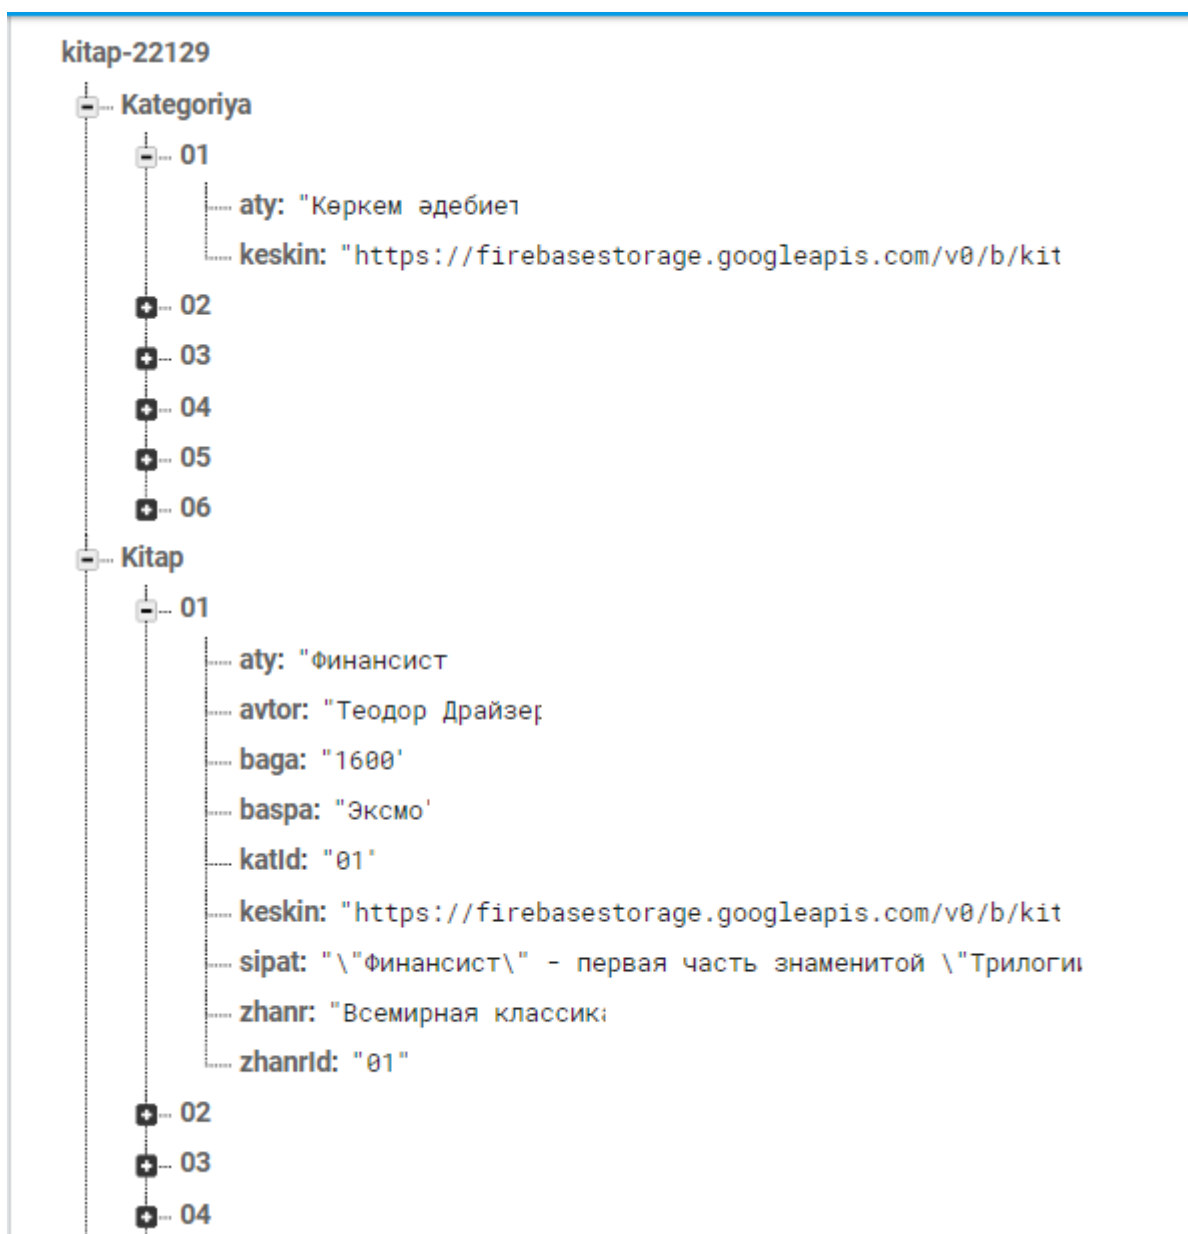 kitap-22129
Kategoriya
01
aty: "Көркем әдебиет
keskin: "https://firebasestorage.googleapis.com/v0/b/kit
02
03
04
05
06
Kitap
01
aty: "Финансист
avtor: "Теодор Драйзер
baga: "1600"
baspa: "Эксмо"
katId: "01"
keskin: "https://firebasestorage.googleapis.com/v0/b/kit
sipat: "\"Финансист\" - первая часть знаменитой \"Трилогии
zhanr: "Всемирная классика
zhanrId: "01"
02
03
04